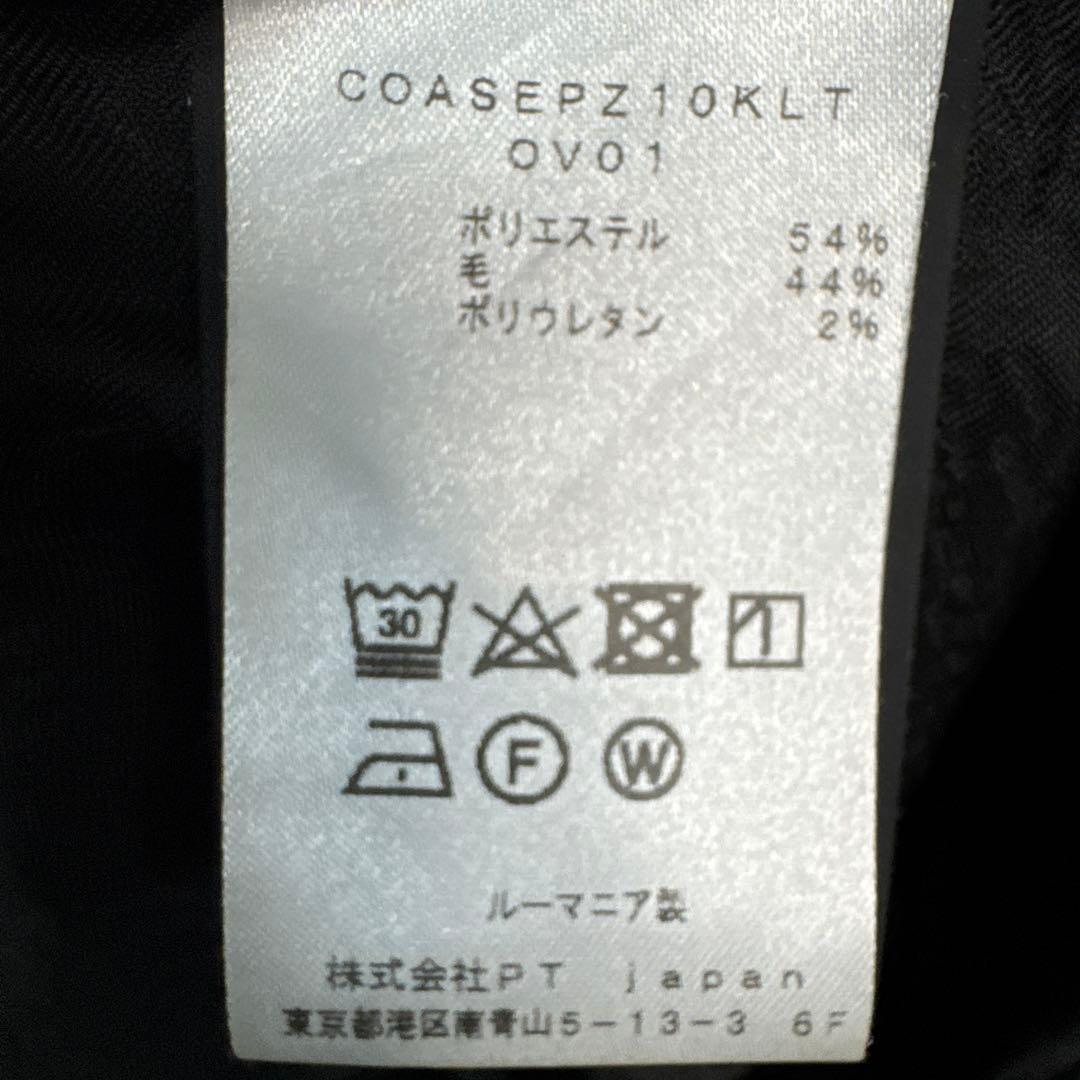 COASEPZ10KLT
OV01
ポリエステル 54%
毛 44%
ポリウレタン 2%
30
F W
ルーマニア製
株式会社PT japan
東京都港区南青山5-13-3 6F